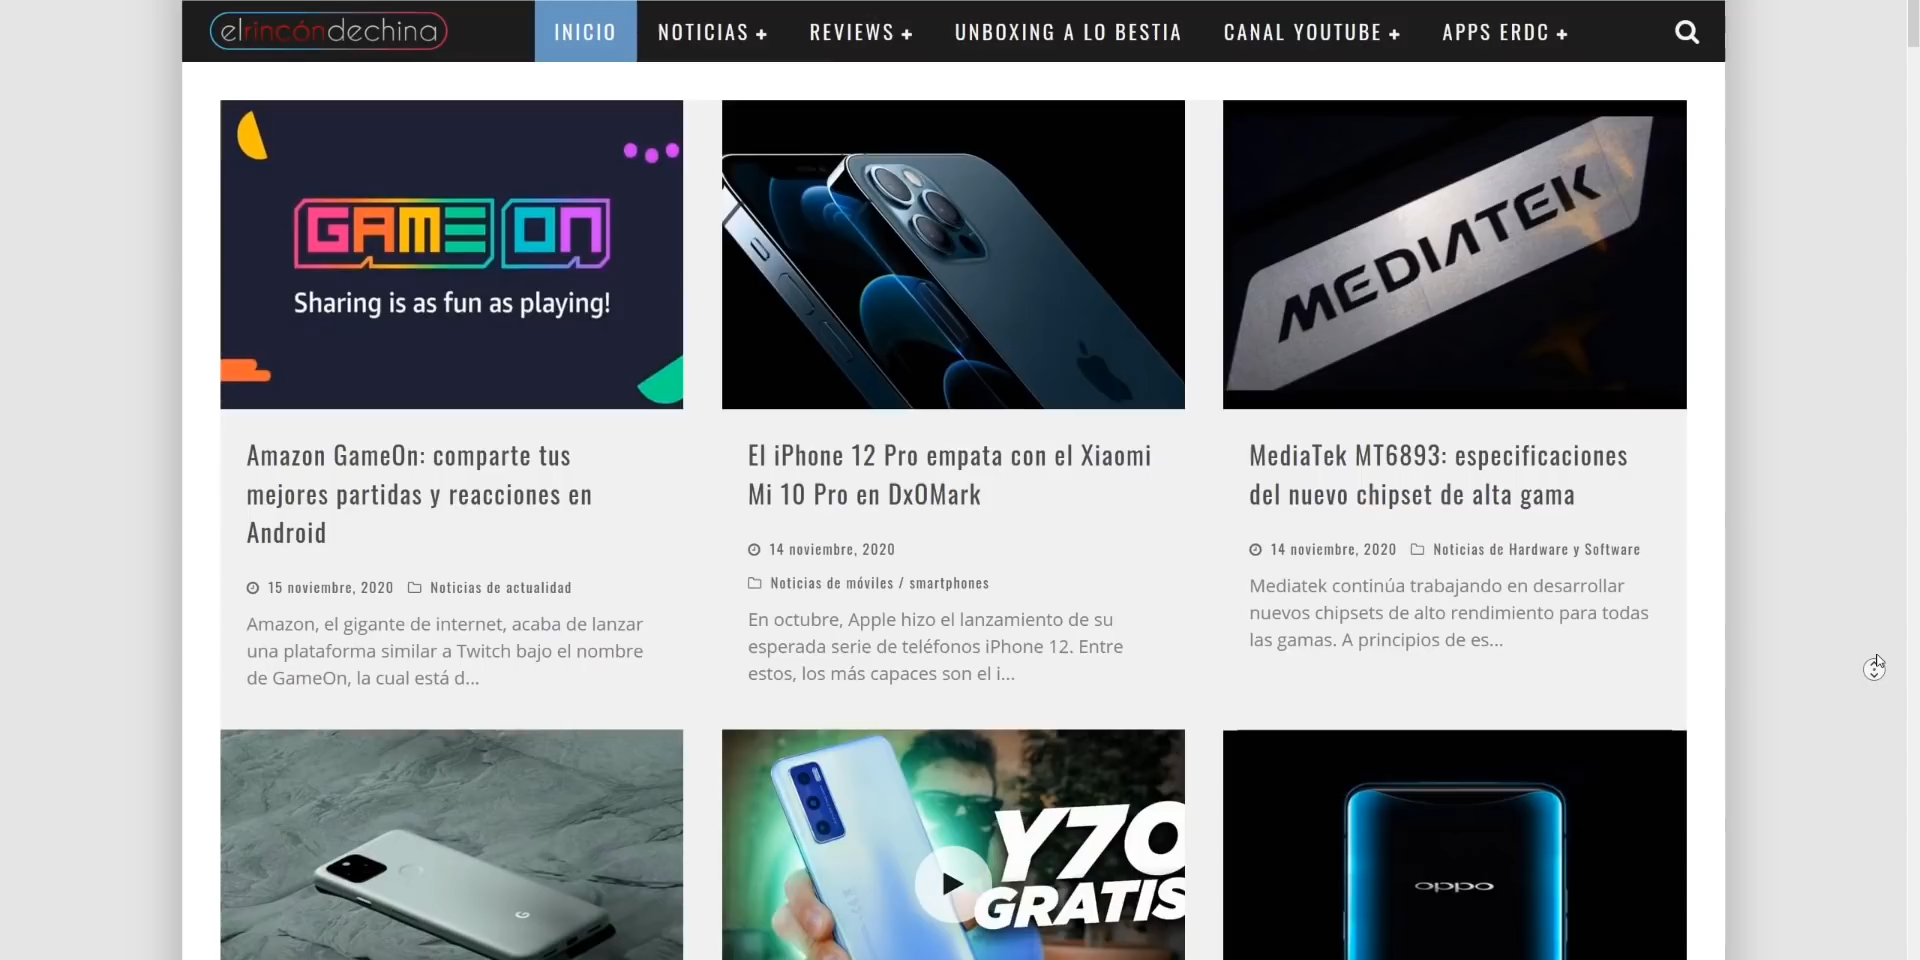 elrincóndechina
INICIO
NOTICIAS +
REVIEWS +
UNBOXING A LO BESTIA
CANAL YOUTUBE +
APPS ERDC +
GAME ON
Sharing is as fun as playing!
MEDIATEK
Amazon GameOn: comparte tus
mejores partidas y reacciones en
Android
15 noviembre, 2020 Noticias de actualidad
Amazon, el gigante de internet, acaba de lanzar
una plataforma similar a Twitch bajo el nombre
de GameOn, la cual está d...
El iPhone 12 Pro empata con el Xiaomi
Mi 10 Pro en DxOMark
14 noviembre, 2020
Noticias de móviles / smartphones
En octubre, Apple hizo el lanzamiento de su
esperada serie de teléfonos iPhone 12. Entre
estos, los más capaces son el i...
MediaTek MT6893: especificaciones
del nuevo chipset de alta gama
14 noviembre, 2020 Noticias de Hardware y Software
Mediatek continúa trabajando en desarrollar
nuevos chipsets de alto rendimiento para todas
las gamas. A principios de es...
G
Y70
GRATIS
oppo